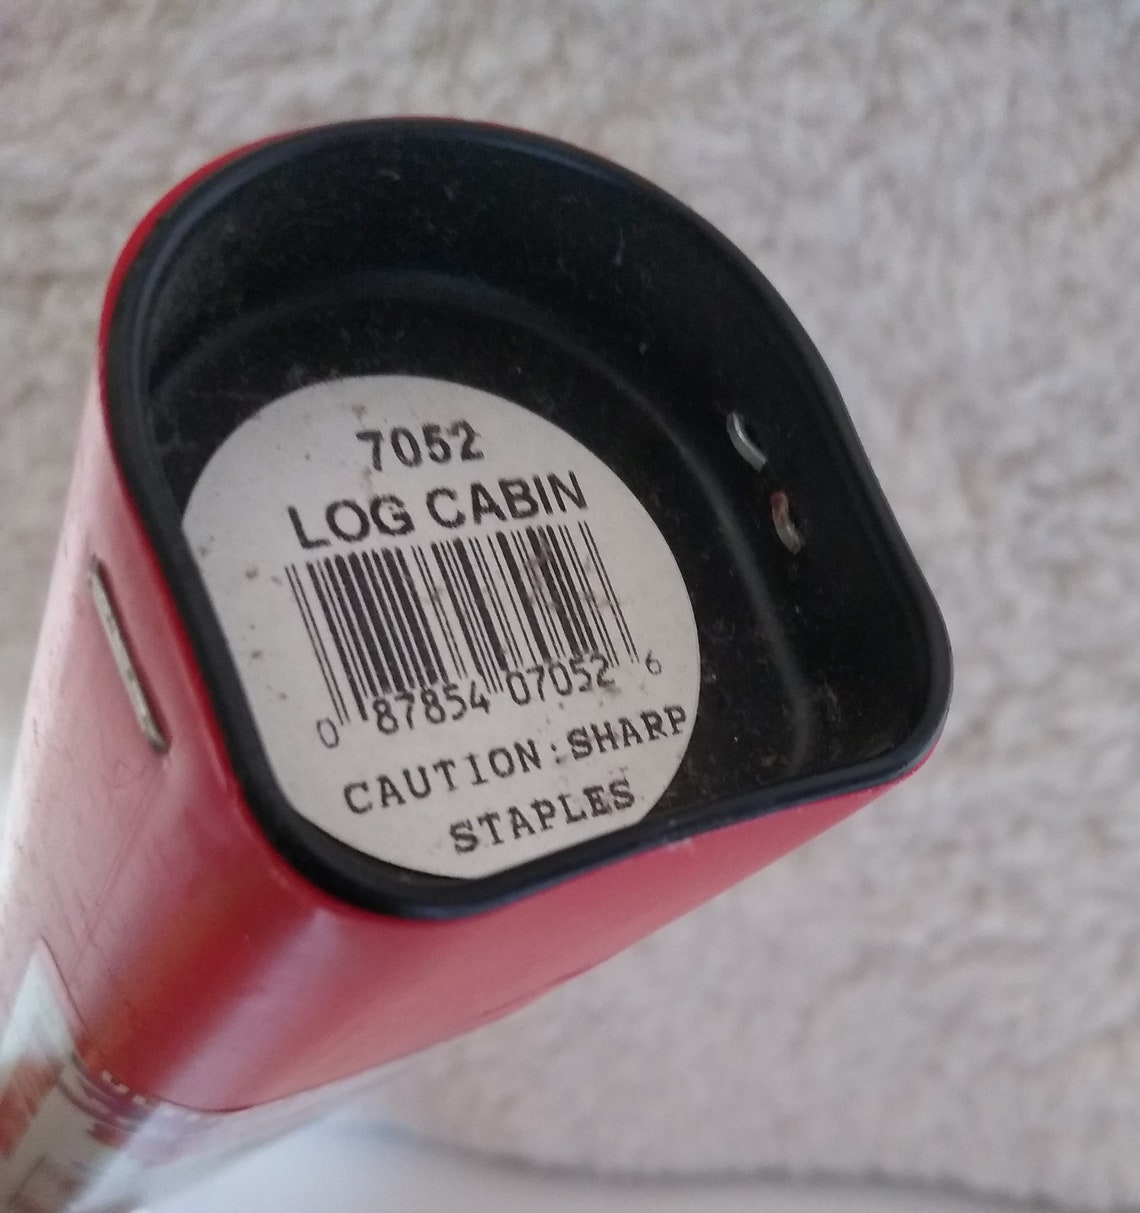 7052
LOG CABIN
0 87854 07052 6
CAUTION:SHARP
STAPLES